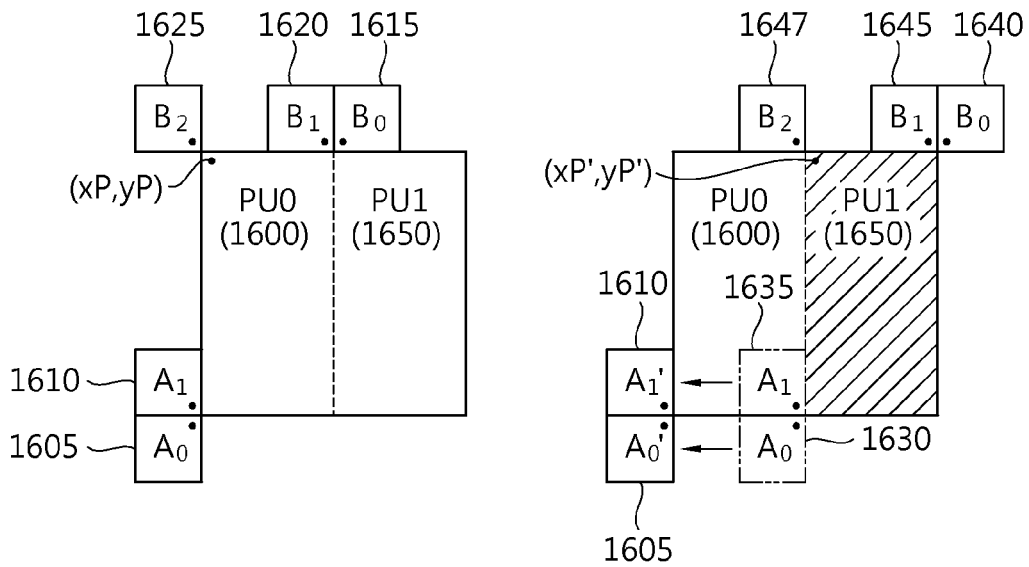 1625 1620 1615
B2 B1 B0
(xP,yP)
PU0 PU1
(1600) (1650)
1610 A1
1605 A0
1647 1645 1640
B2 B1 B0
(xP',yP')
PU0 PU1
(1600) (1650)
1610 1635
A1' A1
A0' A0 1630
1605